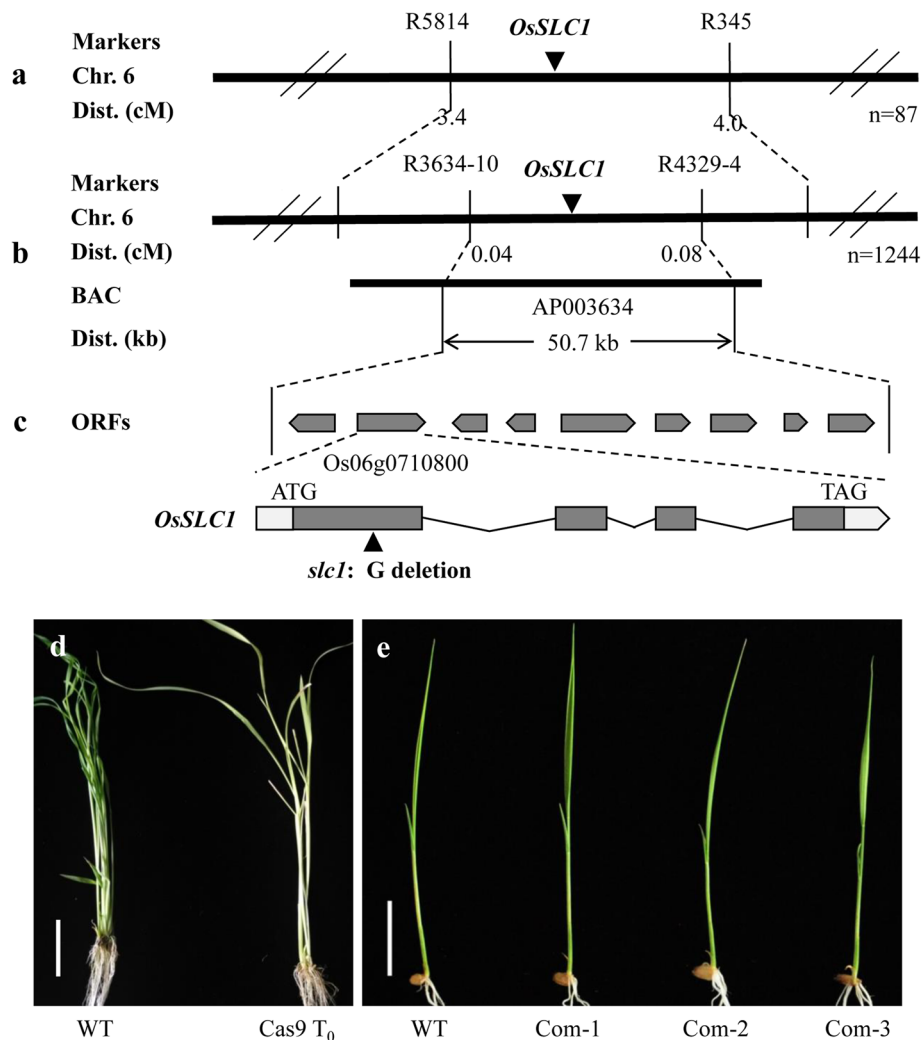 R5814 OsSLC1 R345
Markers
a Chr. 6
Dist. (cM) 3.4 4.0 n=87
R3634-10 OsSLC1 R4329-4
Markers
Chr. 6
b Dist. (cM) 0.04 0.08 n=1244
BAC AP003634
Dist. (kb) 50.7 kb
c ORFs
Os06g0710800
ATG TAG
OsSLC1
slc1: G deletion
d e
WT Cas9 T0 WT Com-1 Com-2 Com-3